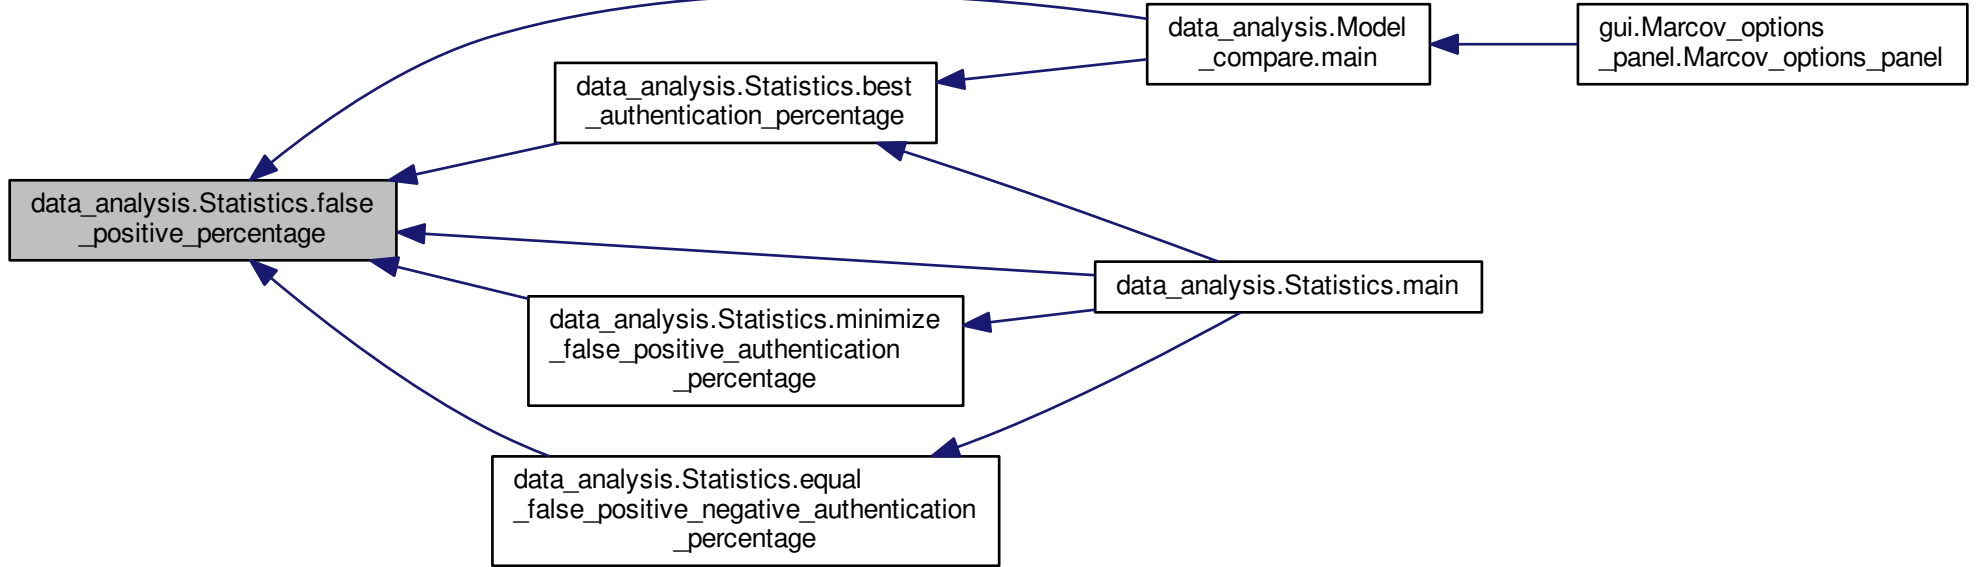 data_analysis.Model
_compare.main
gui.Marcov_options
_panel.Marcov_options_panel
data_analysis.Statistics.best
_authentication_percentage
data_analysis.Statistics.false
_positive_percentage
data_analysis.Statistics.main
data_analysis.Statistics.minimize
_false_positive_authentication
_percentage
data_analysis.Statistics.equal
_false_positive_negative_authentication
_percentage